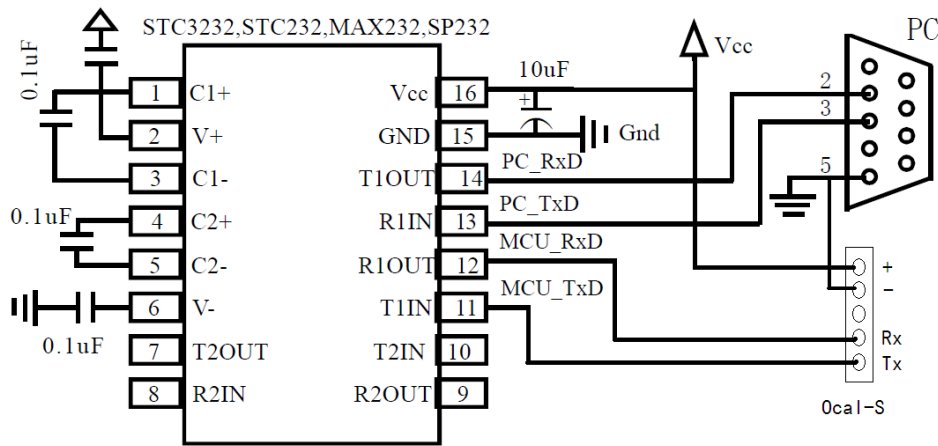 STC3232,STC232,MAX232,SP232
PC
Vcc
0.1uF
10uF
+
1 C1+ Vcc 16
2 V+ GND 15
Gnd
3 C1- T1OUT 14
PC_RxD
2
3
5
4 C2+ R1IN 13
PC_TxD
0.1uF
5 C2- R1OUT 12
MCU_RxD
6 V- T1IN 11
MCU_TxD
0.1uF
7 T2OUT T2IN 10
8 R2IN R2OUT 9
+
-
Rx
Tx
Ocal-S